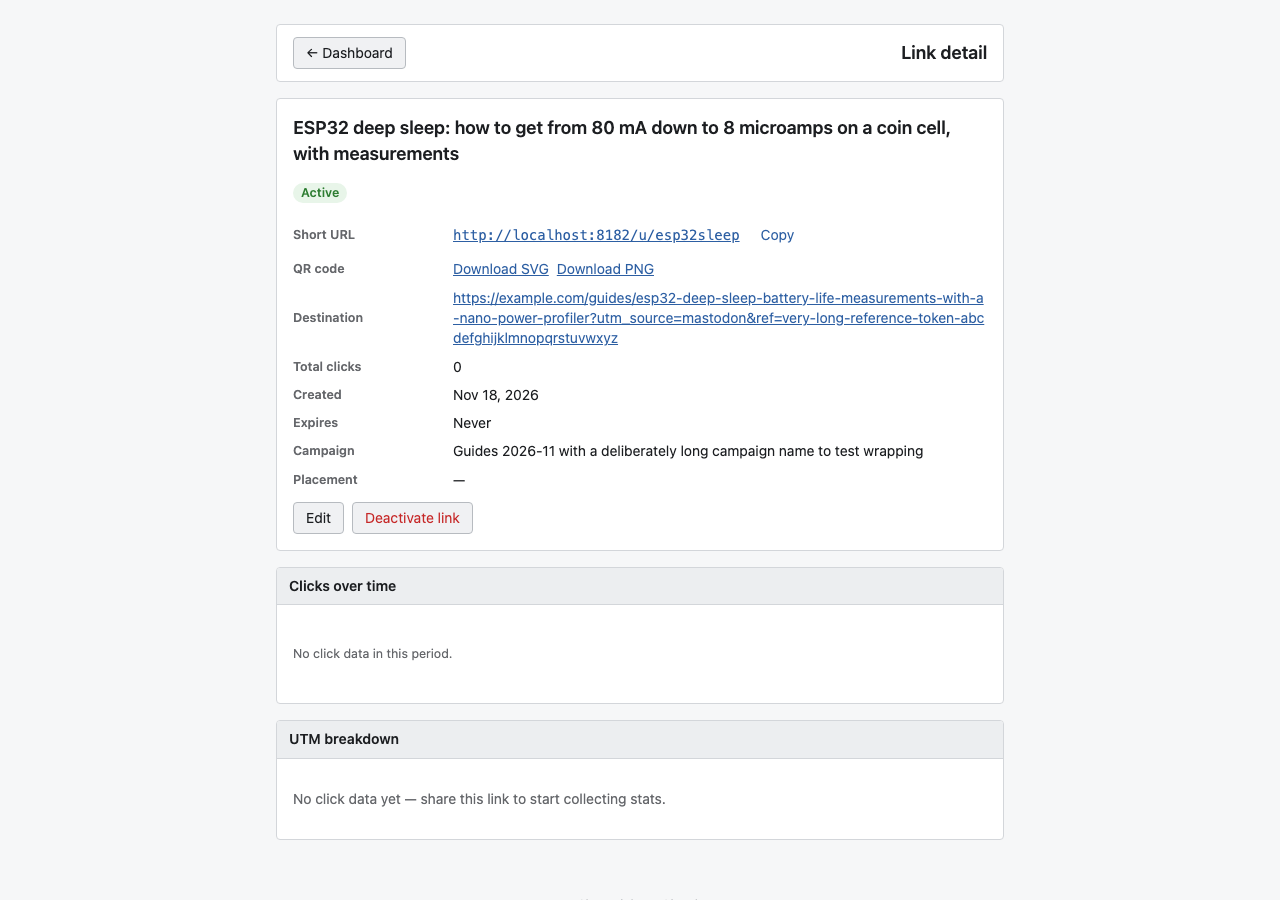 ← Dashboard
Link detail
ESP32 deep sleep: how to get from 80 mA down to 8 microamps on a coin cell,
with measurements
Active
Short URL
http://localhost:8182/u/esp32sleep Copy
QR code
Download SVG Download PNG
Destination
https://example.com/guides/esp32-deep-sleep-battery-life-measurements-with-a
-nano-power-profiler?utm_source=mastodon&ref=very-long-reference-token-abc
defghijklmnopqrstuvwxyz
Total clicks
0
Created
Nov 18, 2026
Expires
Never
Campaign
Guides 2026-11 with a deliberately long campaign name to test wrapping
Placement
—
Edit
Deactivate link
Clicks over time
No click data in this period.
UTM breakdown
No click data yet — share this link to start collecting stats.